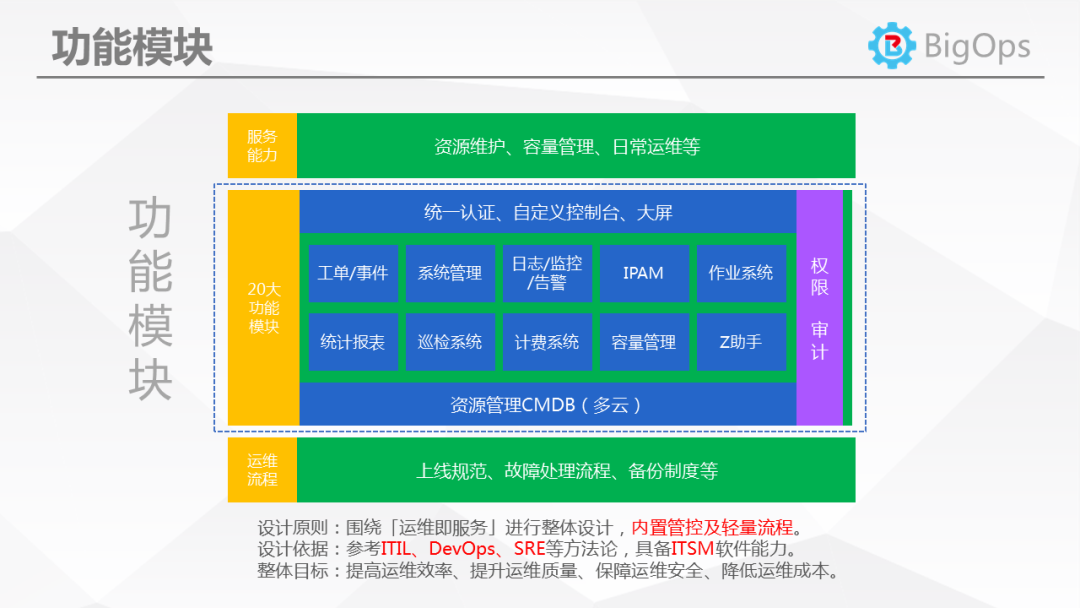 功能模块
BigOps
服务
能力
资源维护、容量管理、日常运维等
功
能
模
块
20大
功能
模块
统一认证、自定义控制台、大屏
工单/事件
系统管理
日志/监控
/告警
IPAM
作业系统
统计报表
巡检系统
计费系统
容量管理
Z助手
资源管理CMDB（多云）
权
限
审
计
运维
流程
上线规范、故障处理流程、备份制度等
设计原则：围绕「运维即服务」进行整体设计，内置管控及轻量流程。
设计依据：参考ITIL、DevOps、SRE等方法论，具备ITSM软件能力。
整体目标：提高运维效率、提升运维质量、保障运维安全、降低运维成本。